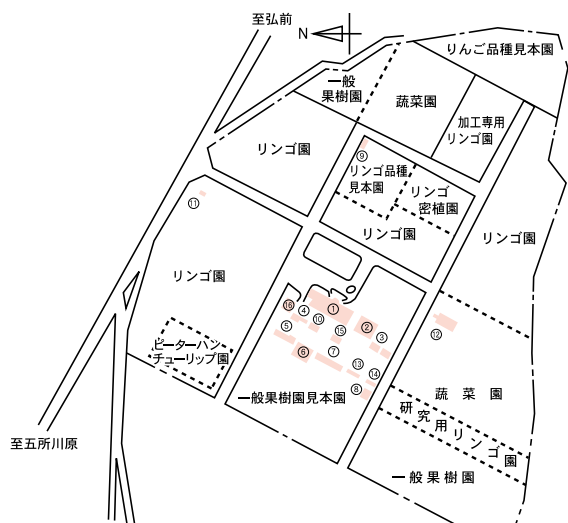 至弘前
N
りんご品種見本園
一般
果樹園
蔬菜園
加工専用
リンゴ園
リンゴ園
⑨
リンゴ品種
見本園
リンゴ
密植園
リンゴ園
リンゴ園
⑪
リンゴ園
①
⑯
④
⑩
②
⑤
⑮
③
⑫
⑥
⑦
⑬
⑭
⑧
ピーターハン
チューリップ園
一般果樹園見本園
蔬菜園
研究用リンゴ園
一般果樹園
至五所川原